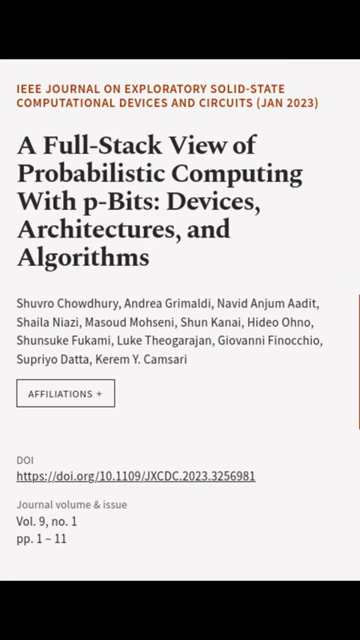 IEEE JOURNAL ON EXPLORATORY SOLID-STATE
COMPUTATIONAL DEVICES AND CIRCUITS (JAN 2023)
A Full-Stack View of
Probabilistic Computing
With p-Bits: Devices,
Architectures, and
Algorithms
Shuvro Chowdhury, Andrea Grimaldi, Navid Anjum Aadit,
Shaila Niazi, Masoud Mohseni, Shun Kanai, Hideo Ohno,
Shunsuke Fukami, Luke Theogarajan, Giovanni Finocchio,
Supriyo Datta, Kerem Y. Camsari
AFFILIATIONS +
DOI
https://doi.org/10.1109/JXCDC.2023.3256981
Journal volume & issue
Vol. 9, no. 1
pp. 1 – 11